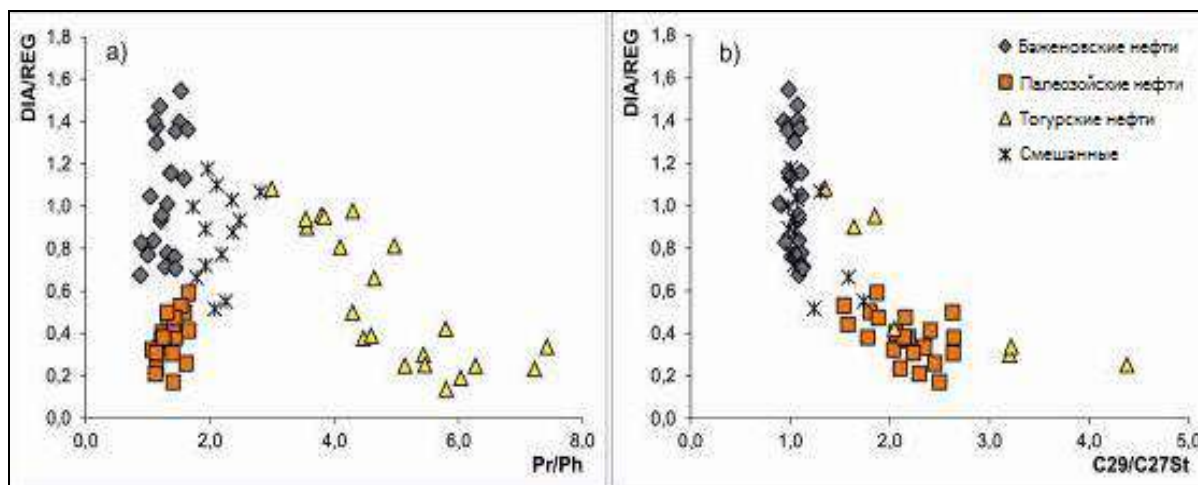 a)
DIA/REG
1,8
1,6
1,4
1,2
1,0
0,8
0,6
0,4
0,2
0,0
0,0 2,0 4,0 6,0 8,0
Pr/Ph
b)
DIA/REG
1,8
1,6
1,4
1,2
1,0
0,8
0,6
0,4
0,2
0,0
0,0 1,0 2,0 3,0 4,0 5,0
C29/C27St
Баженовские нефти
Палеозойские нефти
Тогурские нефти
Смешанные